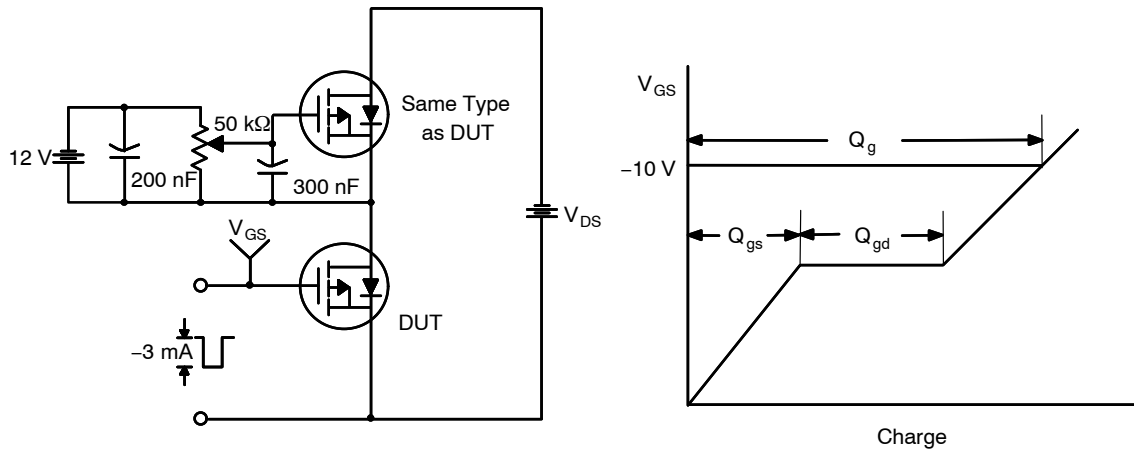 Same Type
as DUT
50 kΩ
12 V
200 nF
300 nF
V_GS
V_DS
DUT
−3 mA
V_GS
Q_g
−10 V
Q_gs
Q_gd
Charge